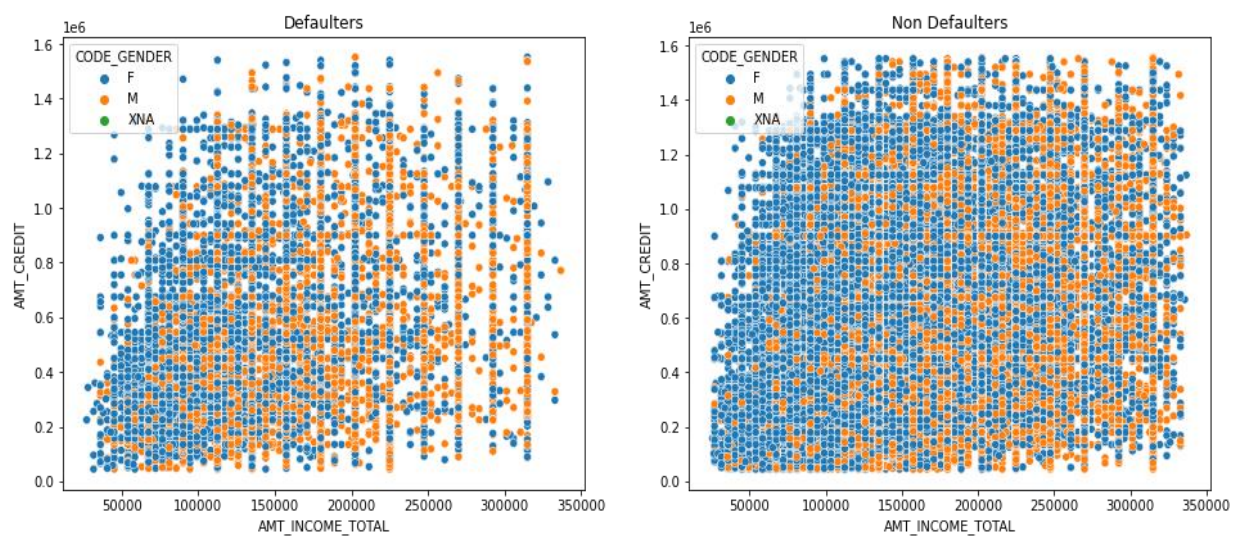 Defaulters
1e6
CODE_GENDER
F
M
XNA
1.6
1.4
1.2
1.0
0.8
0.6
0.4
0.2
0.0
AMT_CREDIT
50000 100000 150000 200000 250000 300000 350000
AMT_INCOME_TOTAL
Non Defaulters
1e6
CODE_GENDER
F
M
XNA
1.6
1.4
1.2
1.0
0.8
0.6
0.4
0.2
0.0
AMT_CREDIT
50000 100000 150000 200000 250000 300000 350000
AMT_INCOME_TOTAL